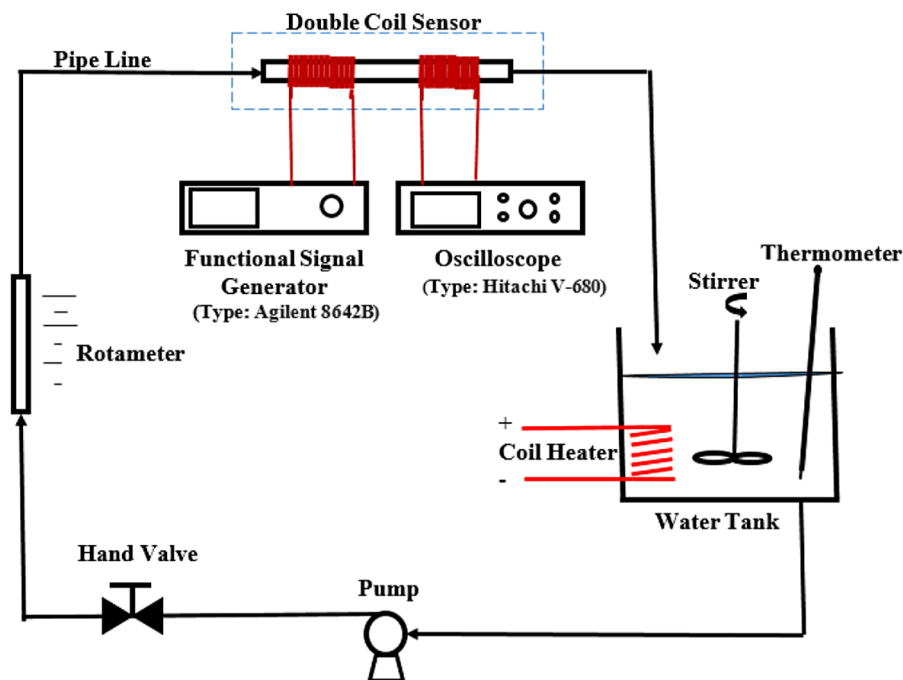 Double Coil Sensor
Pipe Line
Functional Signal
Generator
(Type: Agilent 8642B)
Oscilloscope
(Type: Hitachi V-680)
Thermometer
Stirrer
Rotameter
+
Coil Heater
-
Water Tank
Hand Valve
Pump